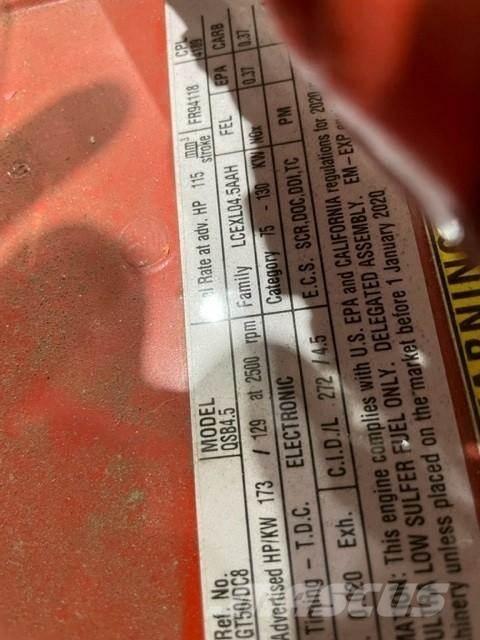 CPL
4189
CARB
0.37
FR94118
EPA
0.37
al Rate at adv. HP 115 mm³
stroke
FEL
NOx
PM
Family LCEXL04.5AAH
Category 75 - 130 KW
MODEL
QSB4.5
E.C.S. SCR,DOC,DDI,TC
Ref. No.
GT50/DC8
Advertised HP/KW 173 / 129 at 2500 rpm
Timing - T.D.C. ELECTRONIC
Exh. C.I.D./L 272 / 4.5
This engine complies with U.S. EPA and CALIFORNIA regulations for 2020
LOW SULFER FUEL ONLY. DELEGATED ASSEMBLY. EM-EXP
unless placed on the market before 1 January 2020
ARNING